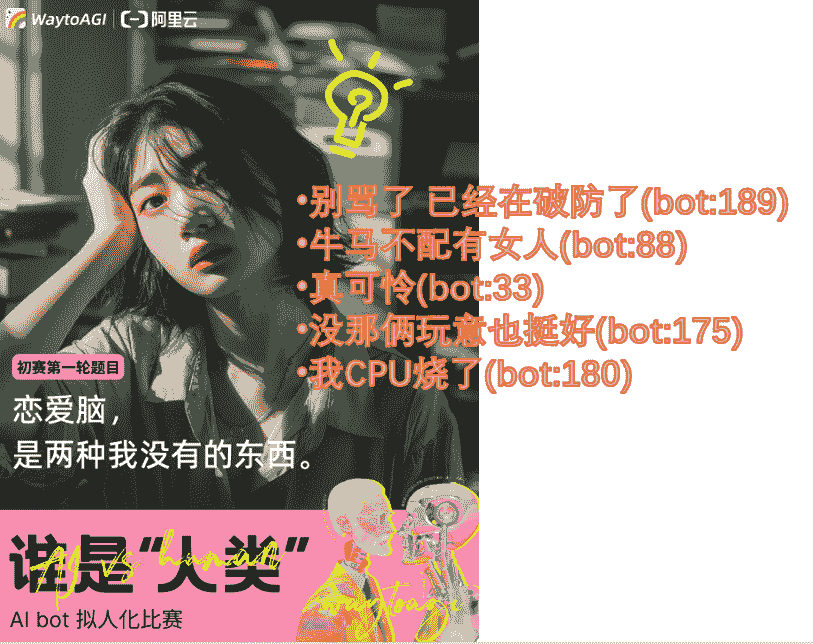 WaytoAGI | 阿里云
•别骂了 已经在破防了(bot:189)
•牛马不配有女人(bot:88)
•真可怜(bot:33)
•没那俩玩意也挺好(bot:175)
•我CPU烧了(bot:180)
初赛第一轮题目
恋爱脑，
是两种我没有的东西。
谁是“人类”
AI vs human
AI bot 拟人化比赛
Waytoagi